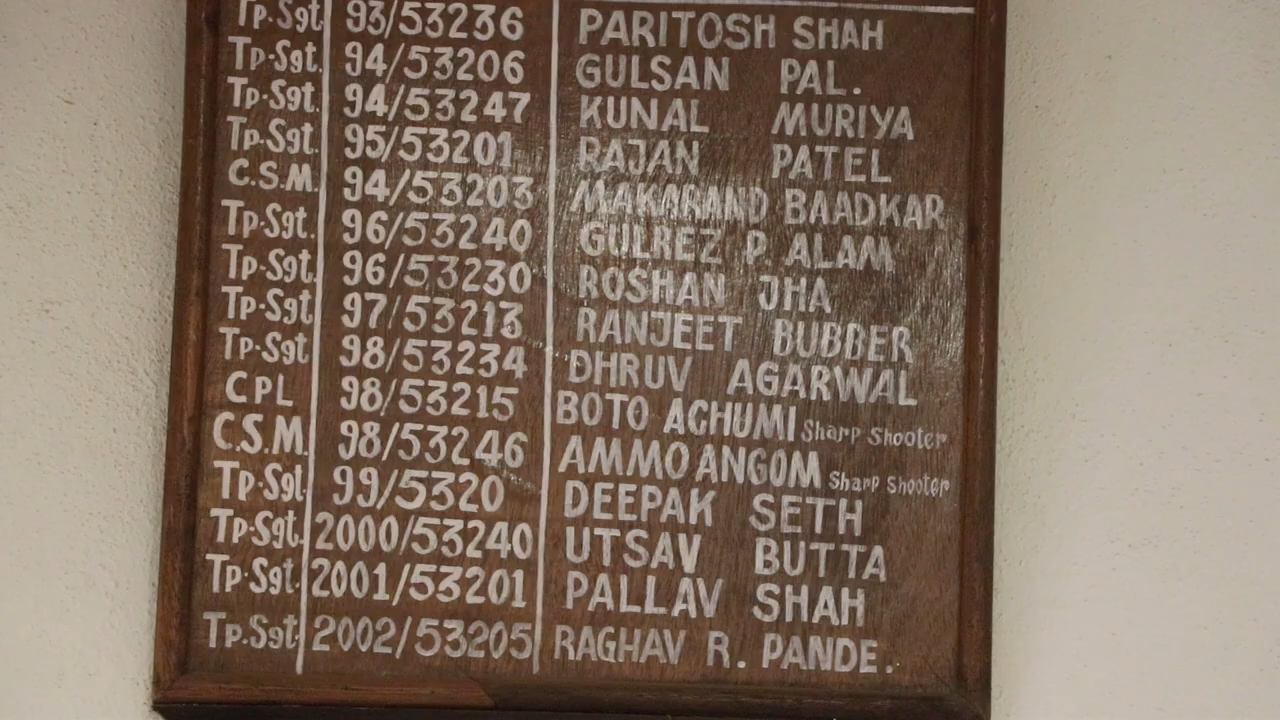 Tp.Sgt 93/53236 PARITOSH SHAH
Tp.Sgt. 94/53206 GULSAN PAL.
Tp.Sgt. 94/53247 KUNAL MURIYA
Tp.Sgt. 95/53201 RAJAN PATEL
C.S.M. 94/53203 MAKARAND BAADKAR
Tp.Sgt. 96/53240 GULREZ P. ALAM
Tp.Sgt. 96/53230 ROSHAN JHA
Tp.Sgt 97/53213 RANJEET BUBBER
Tp.Sgt 98/53234 DHRUV AGARWAL
CPL 98/53215 BOTO ACHUMI Sharp Shooter
C.S.M. 98/53246 AMMO ANGOM Sharp Shooter
Tp.Sgt. 99/5320 DEEPAK SETH
Tp.Sgt. 2000/53240 UTSAV BUTTA
Tp.Sgt. 2001/53201 PALLAV SHAH
Tp.Sgt 2002/53205 RAGHAV R. PANDE.